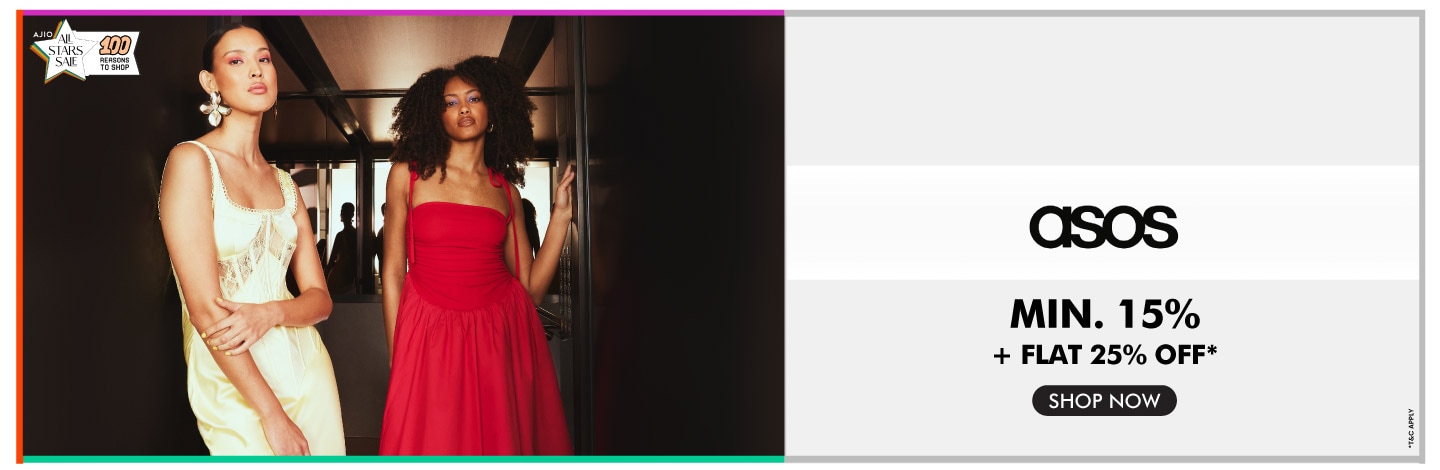 AJIO
ALL
STARS
SALE
100
REASONS
TO SHOP
asos
MIN. 15%
+ FLAT 25% OFF*
SHOP NOW
*T&C APPLY